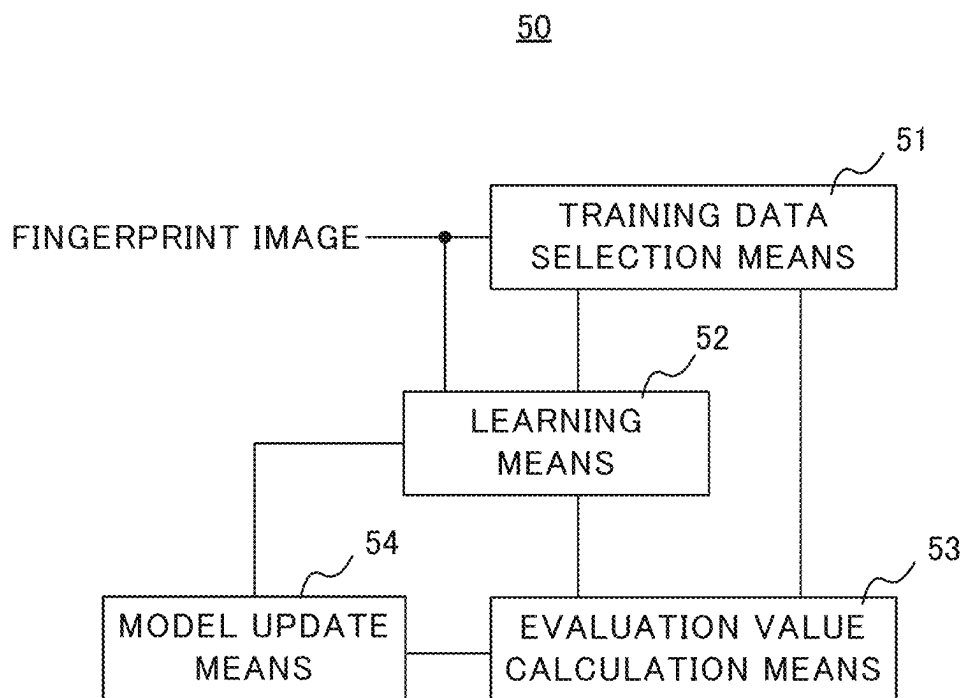 50
51
TRAINING DATA
SELECTION MEANS
FINGERPRINT IMAGE
52
LEARNING
MEANS
54
MODEL UPDATE
MEANS
53
EVALUATION VALUE
CALCULATION MEANS